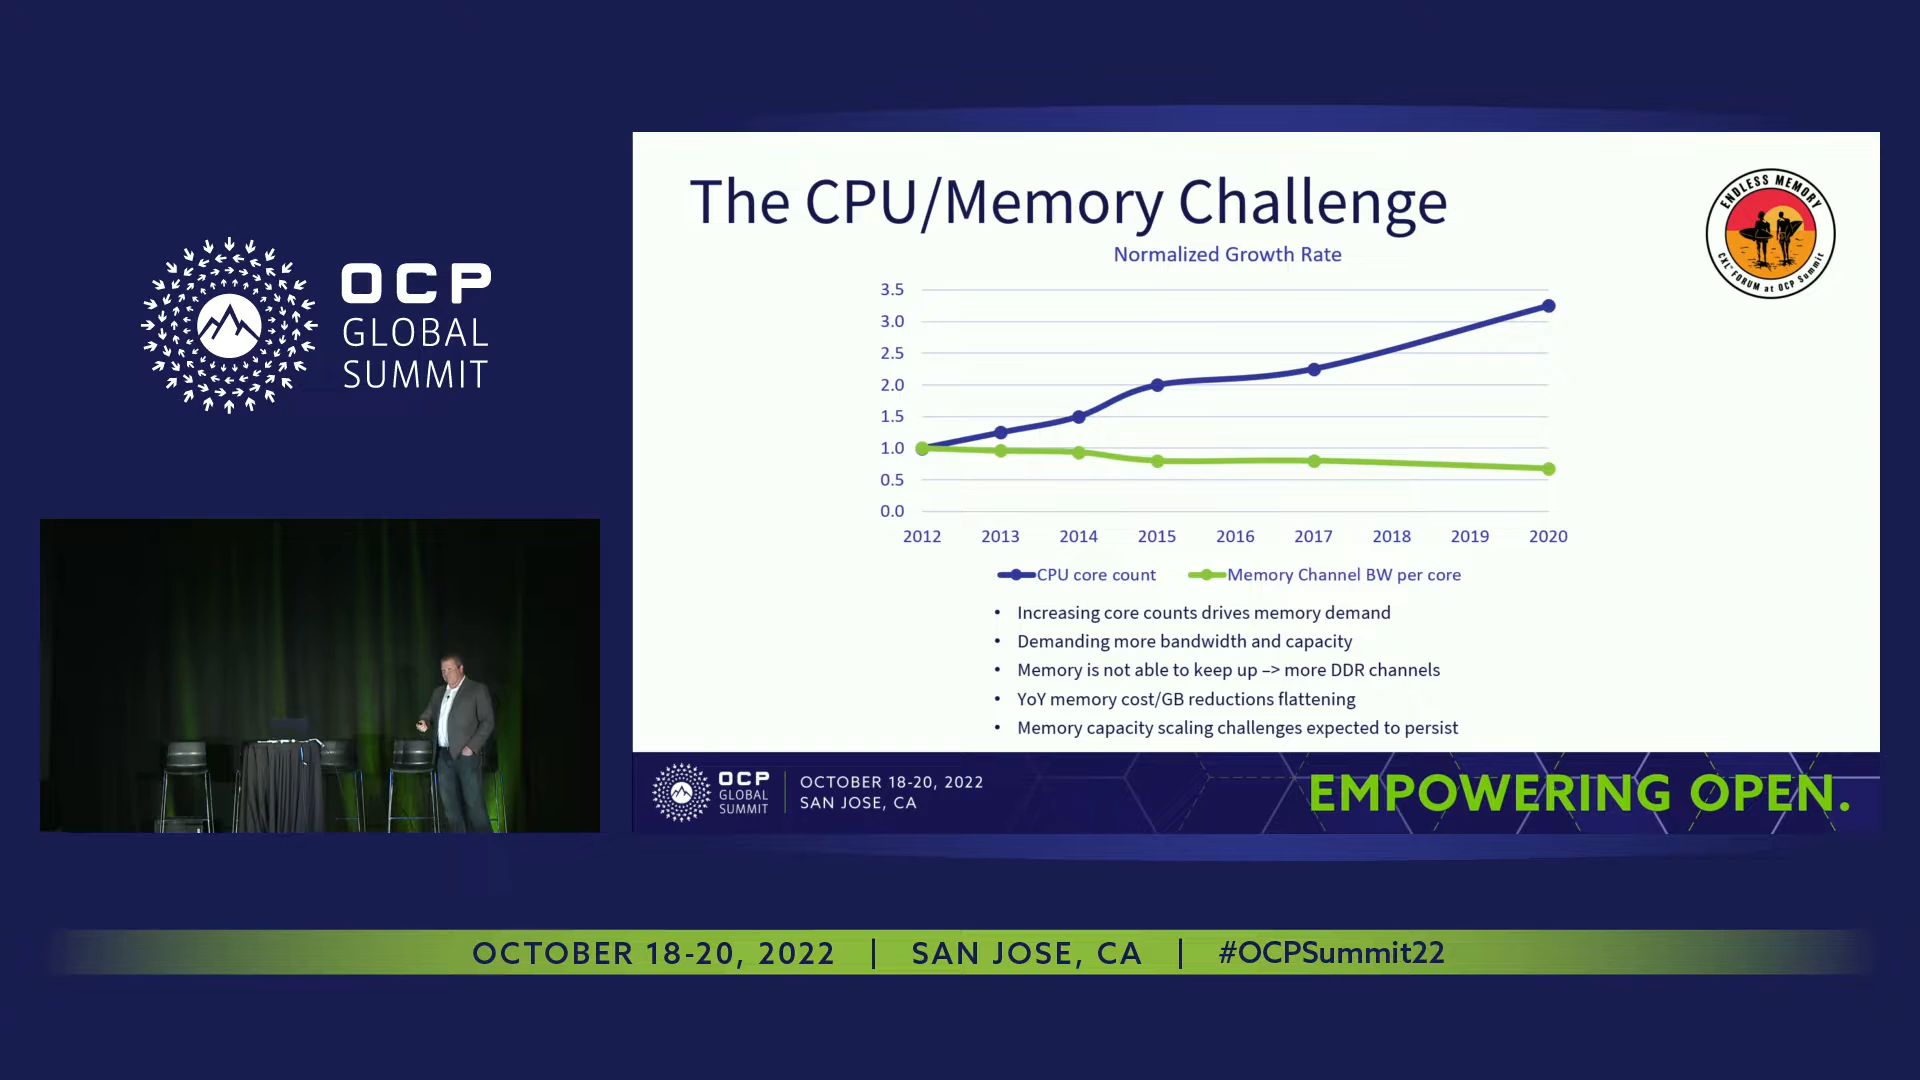 OCP
GLOBAL
SUMMIT
The CPU/Memory Challenge
ENDLESS MEMORY
CXL™ FORUM at OCP Summit
Normalized Growth Rate
3.5
3.0
2.5
2.0
1.5
1.0
0.5
0.0
2012 2013 2014 2015 2016 2017 2018 2019 2020
CPU core count Memory Channel BW per core
• Increasing core counts drives memory demand
• Demanding more bandwidth and capacity
• Memory is not able to keep up –> more DDR channels
• YoY memory cost/GB reductions flattening
• Memory capacity scaling challenges expected to persist
OCP
GLOBAL
SUMMIT
OCTOBER 18-20, 2022
SAN JOSE, CA
EMPOWERING OPEN.
OCTOBER 18-20, 2022 | SAN JOSE, CA | #OCPSummit22